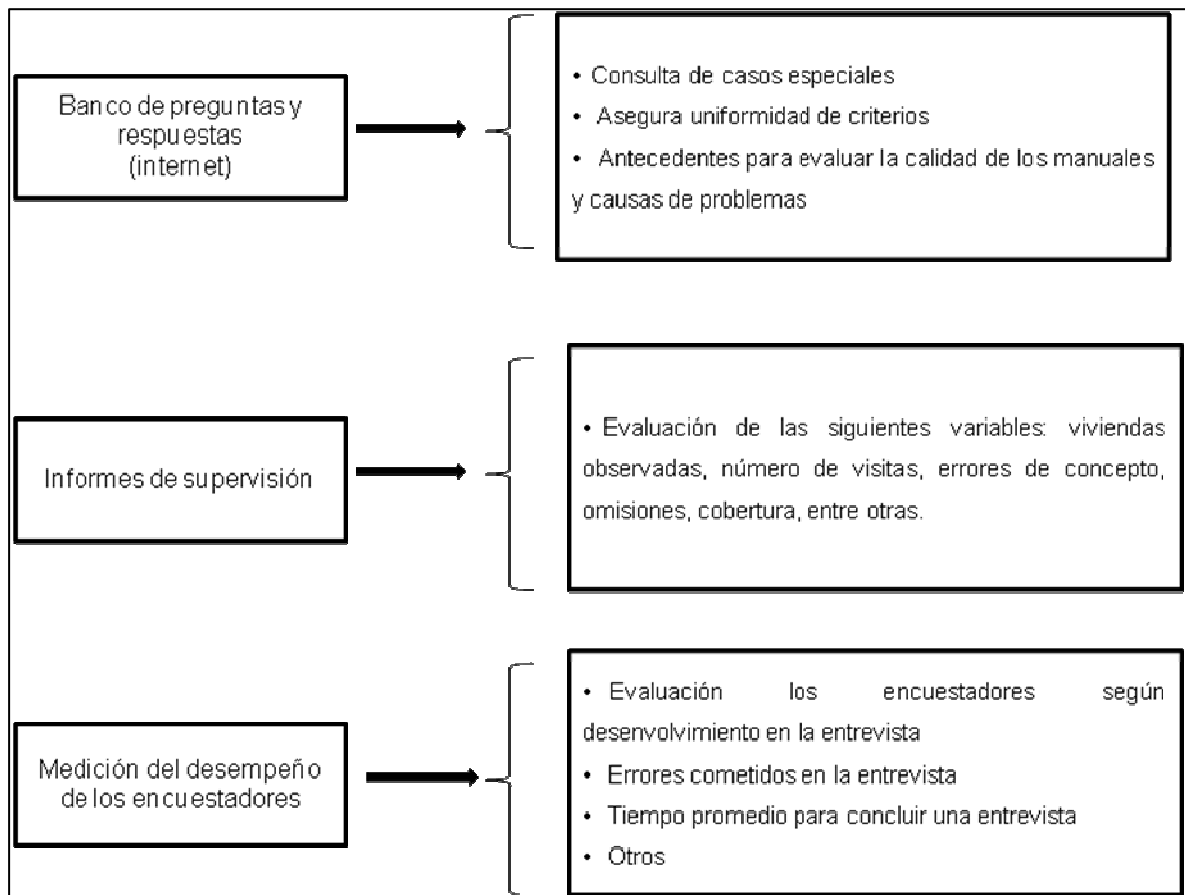 Banco de preguntas y
respuestas
(internet)
• Consulta de casos especiales
• Asegura uniformidad de criterios
• Antecedentes para evaluar la calidad de los manuales
y causas de problemas
Informes de supervisión
• Evaluación de las siguientes variables: viviendas
observadas, número de visitas, errores de concepto,
omisiones, cobertura, entre otras.
Medición del desempeño
de los encuestadores
• Evaluación los encuestadores según
desenvolvimiento en la entrevista
• Errores cometidos en la entrevista
• Tiempo promedio para concluir una entrevista
• Otros